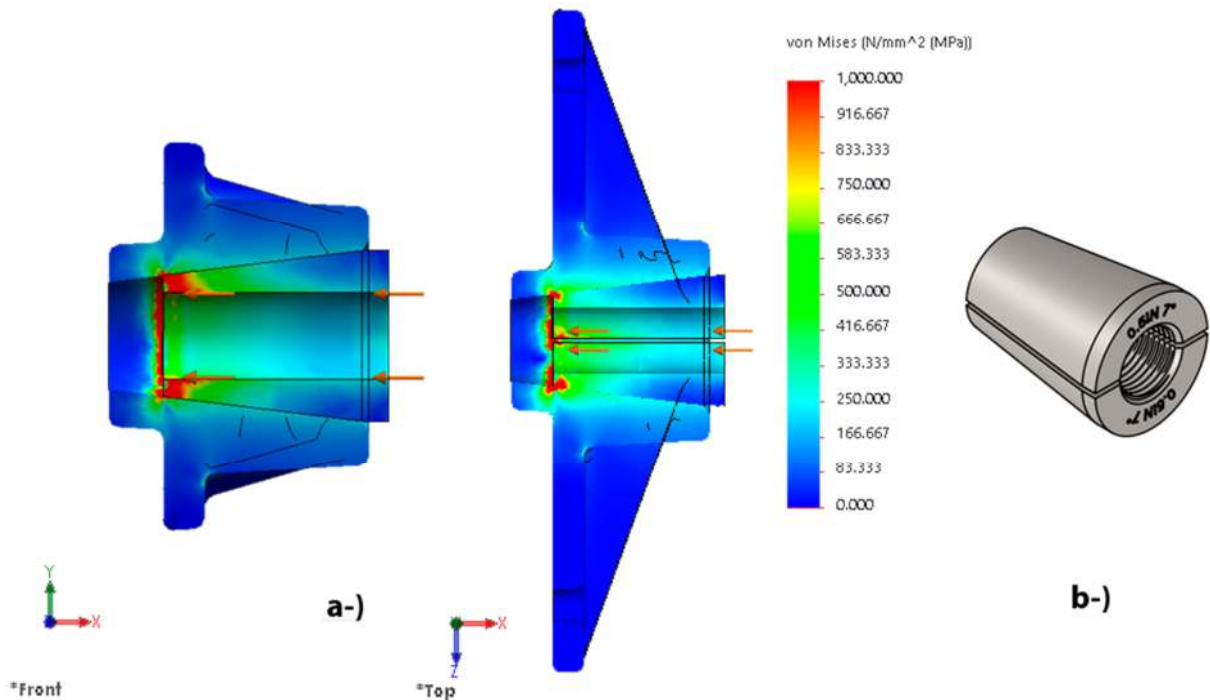 von Mises (N/mm^2 (MPa))
1,000.000
916.667
833.333
750.000
666.667
583.333
500.000
416.667
333.333
250.000
166.667
83.333
0.000
0.6IN 7°
0.6IN 7°
Y
X
*Front
a-)
X
Z
*Top
b-)